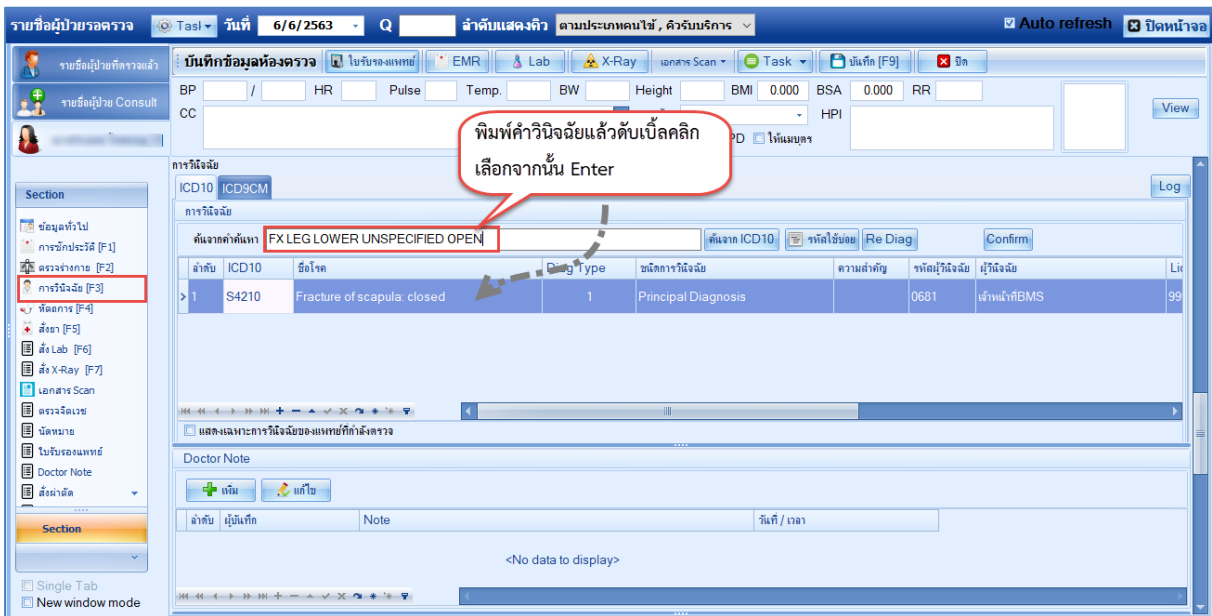 รายชื่อผู้ป่วยรอตรวจ Task วันที่ 6/6/2563 Q ลำดับแสดงคิว ตามประเภทคนไข้ , คิวรับบริการ Auto refresh ปิดหน้าจอ
รายชื่อผู้ป่วยที่ตรวจแล้ว
รายชื่อผู้ป่วย Consult
บันทึกข้อมูลห้องตรวจ ใบรับรองแพทย์ EMR Lab X-Ray เอกสาร Scan Task บันทึก [F9] ปิด
BP / HR Pulse Temp. BW Height BMI 0.000 BSA 0.000 RR
CC HPI View
PD ให้นมบุตร
พิมพ์คำวินิจฉัยแล้วดับเบิ้ลคลิก
เลือกจากนั้น Enter
Section
ข้อมูลทั่วไป
การซักประวัติ [F1]
ตรวจร่างกาย [F2]
การวินิจฉัย [F3]
หัตถการ [F4]
สั่งยา [F5]
สั่ง Lab [F6]
สั่ง X-Ray [F7]
เอกสาร Scan
ตรวจจิตเวช
นัดหมาย
ใบรับรองแพทย์
Doctor Note
สั่งผ่าตัด
Section
Single Tab
New window mode
การวินิจฉัย
ICD10 ICD9CM Log
การวินิจฉัย
ค้นจากคำค้นหา FX LEG LOWER UNSPECIFIED OPEN ค้นจาก ICD10 รหัสใช้บ่อย Re Diag Confirm
ลำดับ ICD10 ชื่อโรค Diag Type ชนิดการวินิจฉัย ความสำคัญ รหัสผู้วินิจฉัย ผู้วินิจฉัย Lic
1 S4210 Fracture of scapula: closed 1 Principal Diagnosis 0681 เจ้าหน้าที่BMS 99
แสดงเฉพาะการวินิจฉัยของแพทย์ที่กำลังตรวจ
Doctor Note
เพิ่ม แก้ไข
ลำดับ ผู้บันทึก Note วันที่ / เวลา
<No data to display>